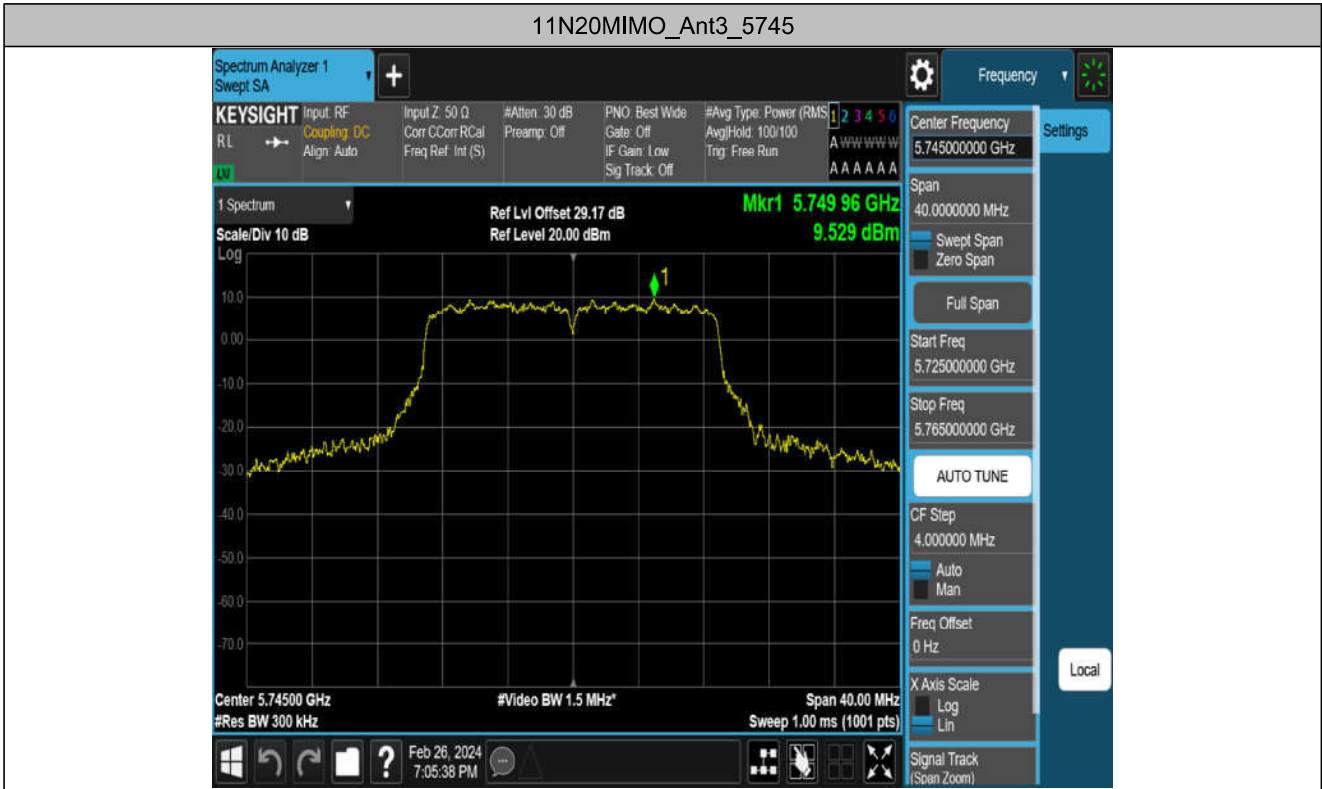 11N20MIMO_Ant3_5745
Spectrum Analyzer 1
Swept SA
+
Frequency
KEYSIGHT
RL
LXI
Input: RF
Coupling: DC
Align: Auto
Input Z: 50 Ω
Corr CCorr RCal
Freq Ref: Int (S)
#Atten: 30 dB
Preamp: Off
PNO: Best Wide
Gate: Off
IF Gain: Low
Sig Track: Off
#Avg Type: Power (RMS
Avg|Hold: 100/100
Trig: Free Run
1 2 3 4 5 6
A W W W W W
A A A A A A
1 Spectrum
Scale/Div 10 dB
Log
Ref Lvl Offset 29.17 dB
Ref Level 20.00 dBm
Mkr1 5.749 96 GHz
9.529 dBm
1
10.0
0.00
-10.0
-20.0
-30.0
-40.0
-50.0
-60.0
-70.0
Center 5.74500 GHz
#Res BW 300 kHz
#Video BW 1.5 MHz*
Span 40.00 MHz
Sweep 1.00 ms (1001 pts)
?
Feb 26, 2024
7:05:38 PM
Center Frequency
5.745000000 GHz
Settings
Span
40.0000000 MHz
Swept Span
Zero Span
Full Span
Start Freq
5.725000000 GHz
Stop Freq
5.765000000 GHz
AUTO TUNE
CF Step
4.000000 MHz
Auto
Man
Freq Offset
0 Hz
Local
X Axis Scale
Log
Lin
Signal Track
(Span Zoom)